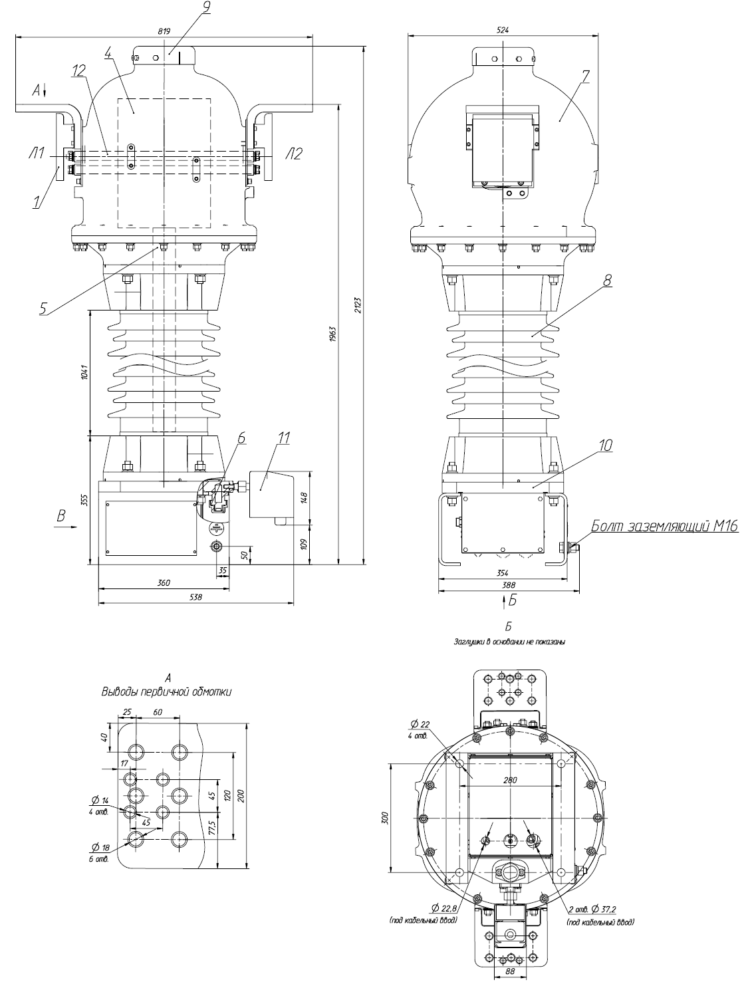 9
819
524
4
12
7
А
Л1
Л2
1
5
8
2123
1963
1041
6
11
10
355
148
В
Болт заземляющий М16
109
50
35
354
360
388
538
Б
Б
Заглушки в основании не показаны
А
Выводы первичной обмотки
25
60
40
Ø 22
4 отв.
17
280
Ø 14
4 отв.
45
45
120
200
77,5
300
Ø 18
6 отв.
Ø 22,8
(под кабельный ввод)
2 отв. Ø 37,2
(под кабельный ввод)
88